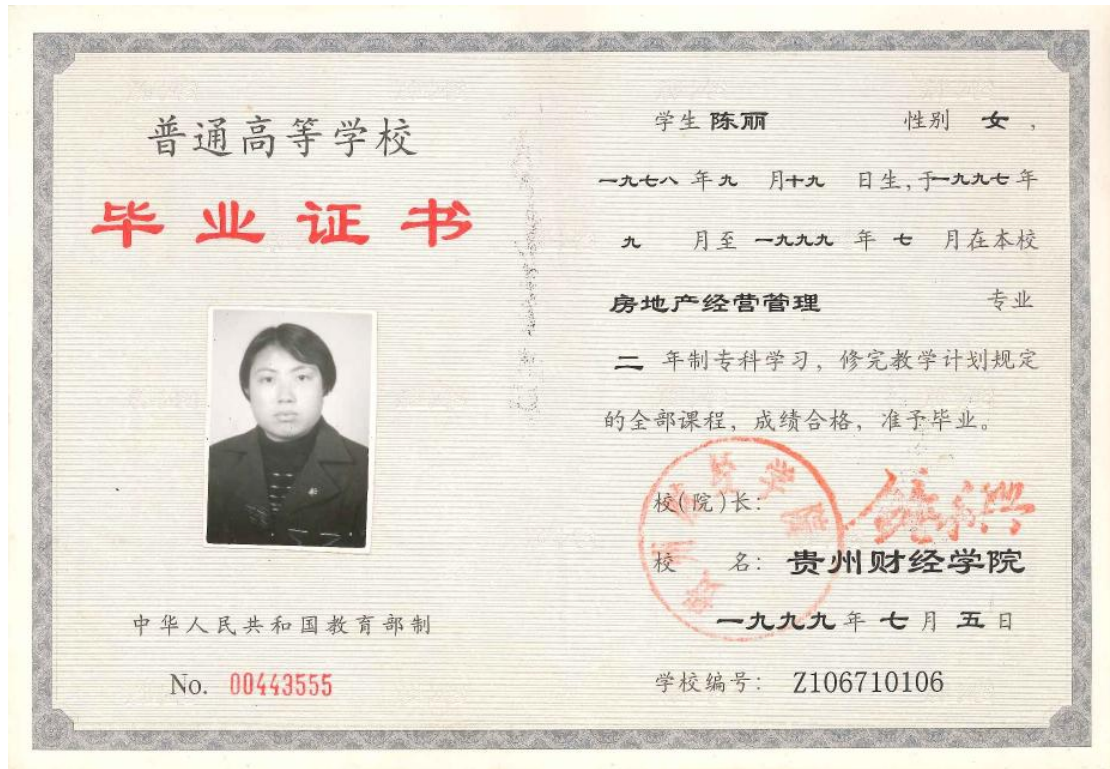 普通高等学校
毕业证书
中华人民共和国教育部制
No. 00443555
学生 陈丽 性别 女，
一九七八 年 九 月 十九 日生，于 一九九七 年
九 月至 一九九九 年 七 月在本校
房地产经营管理 专业
二 年制专科学习，修完教学计划规定
的全部课程，成绩合格，准予毕业。
校(院)长：
校 名：贵州财经学院
一九九九 年 七 月 五 日
学校编号： Z106710106
贵州财经学院